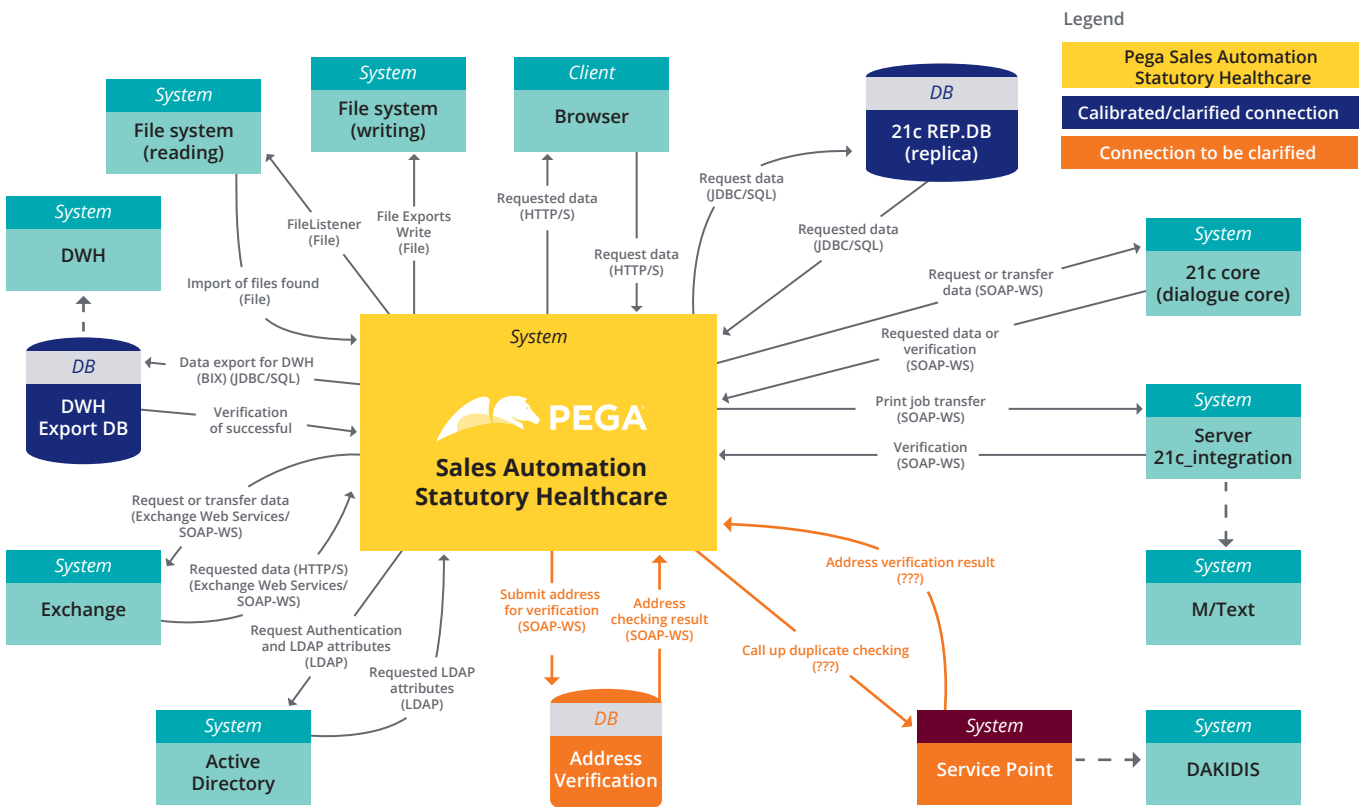 Legend
Pega Sales Automation
Statutory Healthcare
Calibrated/clarified connection
Connection to be clarified
System
File system
(reading)
System
File system
(writing)
Client
Browser
DB
21c REP.DB
(replica)
System
DWH
System
21c core
(dialogue core)
FileListener
(File)
File Exports
Write
(File)
Requested data
(HTTP/S)
Request data
(HTTP/S)
Request data
(JDBC/SQL)
Requested data
(JDBC/SQL)
Request or transfer
data (SOAP-WS)
Import of files found
(File)
Requested data or
verification
(SOAP-WS)
DB
DWH
Export DB
Data export for DWH
(BIX) (JDBC/SQL)
Verification
of successful
System
PEGA
Sales Automation
Statutory Healthcare
Print job transfer
(SOAP-WS)
Verification
(SOAP-WS)
System
Server
21c_integration
Request or transfer data
(Exchange Web Services/
SOAP-WS)
Requested data (HTTP/S)
(Exchange Web Services/
SOAP-WS)
System
Exchange
Request Authentication
and LDAP attributes
(LDAP)
Requested LDAP
attributes
(LDAP)
Submit address
for verification
(SOAP-WS)
Address
checking result
(SOAP-WS)
Address verification result
(???)
Call up duplicate checking
(???)
System
M/Text
System
Active
Directory
DB
Address
Verification
System
Service Point
System
DAKIDIS